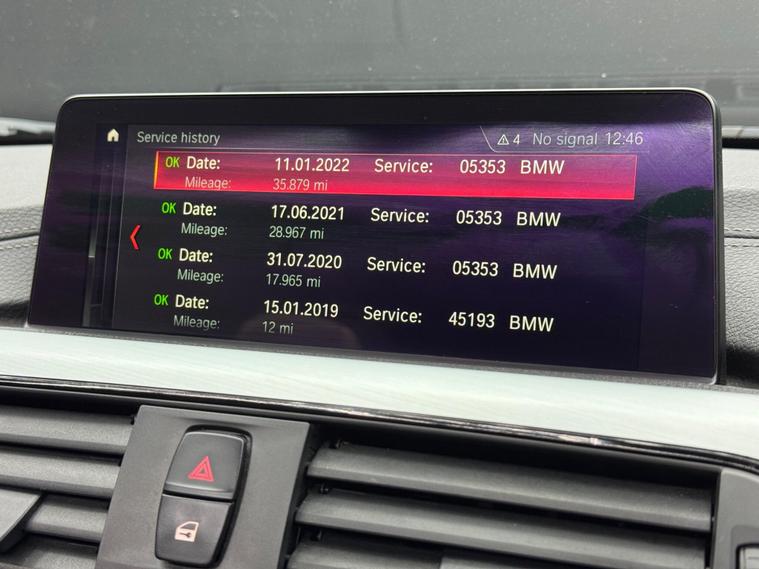 Service history 4 No signal 12:46
OK Date: 11.01.2022 Service: 05353 BMW
Mileage: 35.879 mi
OK Date: 17.06.2021 Service: 05353 BMW
Mileage: 28.967 mi
OK Date: 31.07.2020 Service: 05353 BMW
Mileage: 17.965 mi
OK Date: 15.01.2019 Service: 45193 BMW
Mileage: 12 mi